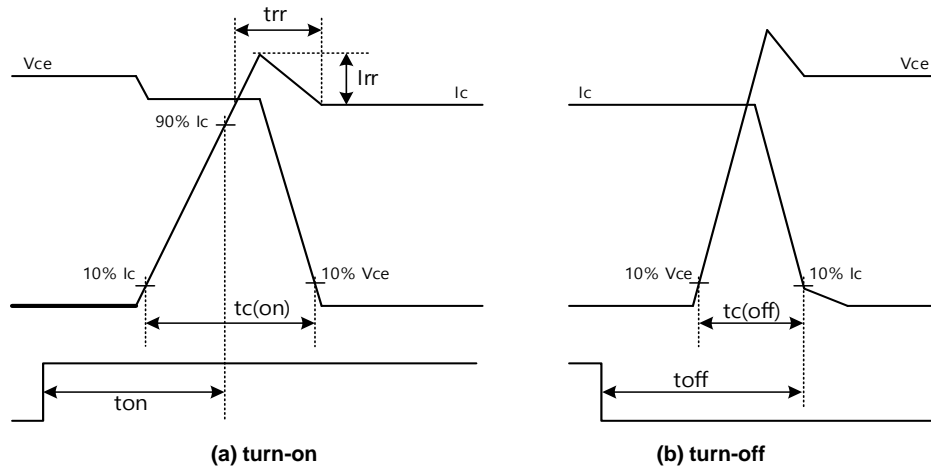 trr
Vce
Irr
Ic
90% Ic
10% Ic
10% Vce
tc(on)
ton
(a) turn-on
Vce
Ic
10% Vce
10% Ic
tc(off)
toff
(b) turn-off